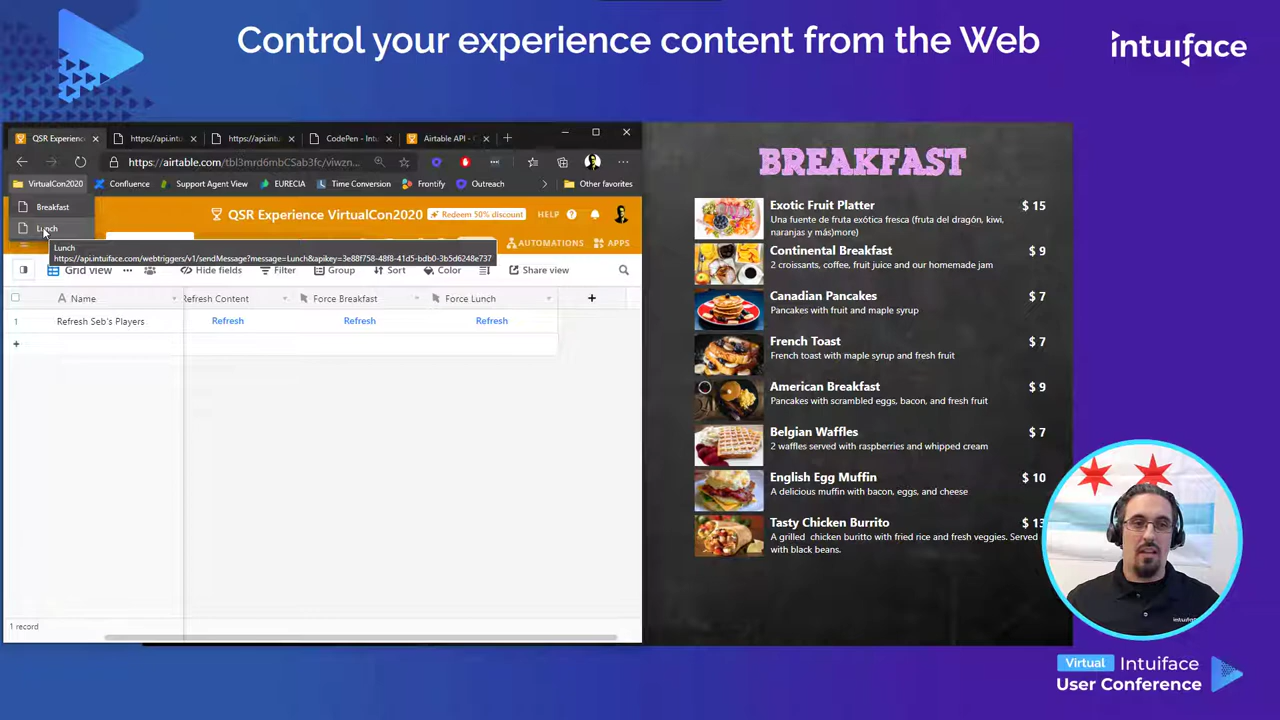 Control your experience content from the Web
intuiface
QSR Experienc
https://api.intu
https://api.intu
CodePen - Int
Airtable API -
https://airtable.com/tbl3mrd6mbCSab3fc/viwzn...
VirtualCon2020
Confluence
Support Agent View
EURECIA
Time Conversion
Frontify
Outreach
Other favorites
Breakfast
Lunch
QSR Experience VirtualCon2020
Redeem 50% discount
HELP
Lunch
https://api.intuiface.com/webtriggers/v1/sendMessage?message=Lunch&apikey=3e88f758-48f8-41d5-bdb0-3b5d6248e737
AUTOMATIONS
APPS
Grid view
Hide fields
Filter
Group
Sort
Color
Share view
Name
Refresh Content
Force Breakfast
Force Lunch
1
Refresh Seb's Players
Refresh
Refresh
Refresh
1 record
BREAKFAST
Exotic Fruit Platter $ 15
Una fuente de fruta exótica fresca (fruta del dragón, kiwi,
naranjas y más)more)
Continental Breakfast $ 9
2 croissants, coffee, fruit juice and our homemade jam
Canadian Pancakes $ 7
Pancakes with fruit and maple syrup
French Toast $ 7
French toast with maple syrup and fresh fruit
American Breakfast $ 9
Pancakes with scrambled eggs, bacon, and fresh fruit
Belgian Waffles $ 7
2 waffles served with raspberries and whipped cream
English Egg Muffin $ 10
A delicious muffin with bacon, eggs, and cheese
Tasty Chicken Burrito $ 13
A grilled chicken burrito with fried rice and fresh veggies. Served
with black beans.
Virtual Intuiface
User Conference